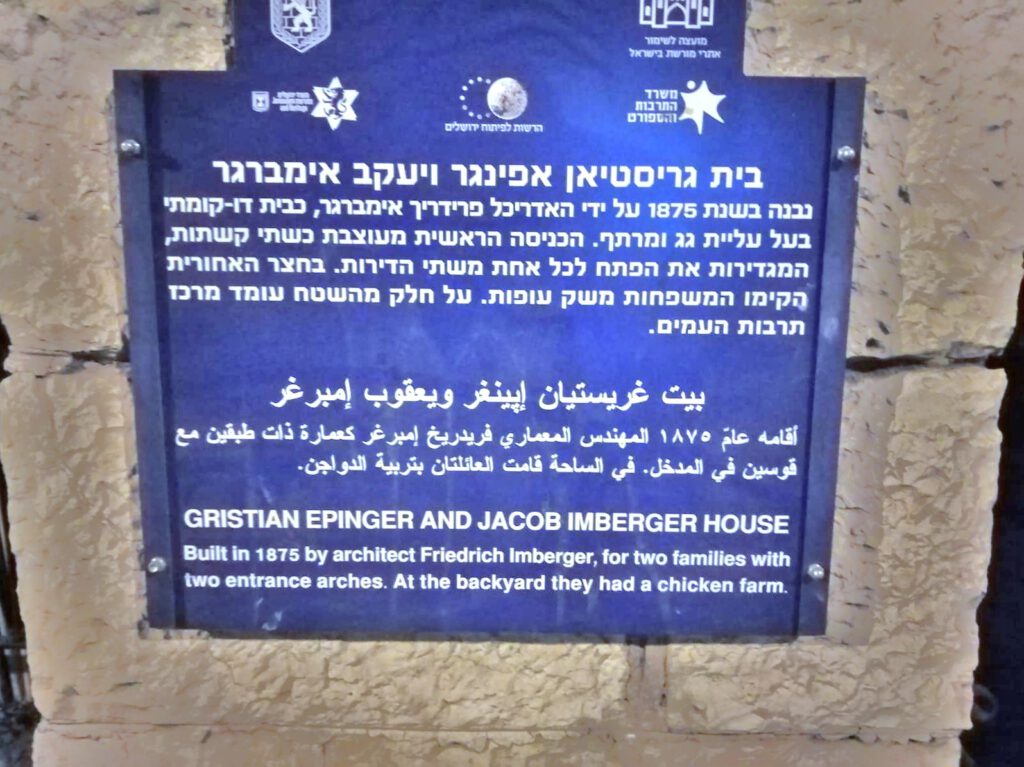 מועצה לשימור
אתרי מורשת בישראל
משרד
התרבות
והספורט
הרשות לפיתוח ירושלים
בית גריסטיאן אפינגר ויעקב אימברגר
נבנה בשנת 1875 על ידי האדריכל פרידריך אימברגר, כבית דו-קומתי
בעל עליית גג ומרתף. הכניסה הראשית מעוצבת כשתי קשתות,
המגדירות את הפתח לכל אחת משתי הדירות. בחצר האחורית
הקימו המשפחות משק עופות. על חלק מהשטח עומד מרכז
תרבות העמים.
بيت غريستيان إپينغر ويعقوب إمبرغر
أقامه عامّ ١٨٧٥ المهندس المعماري فريدريخ إمبرغر كعمارة ذات طبقين مع
قوسين في المدخل. في الساحة قامت العائلتان بتربية الدواجن.
GRISTIAN EPINGER AND JACOB IMBERGER HOUSE
Built in 1875 by architect Friedrich Imberger, for two families with
two entrance arches. At the backyard they had a chicken farm.